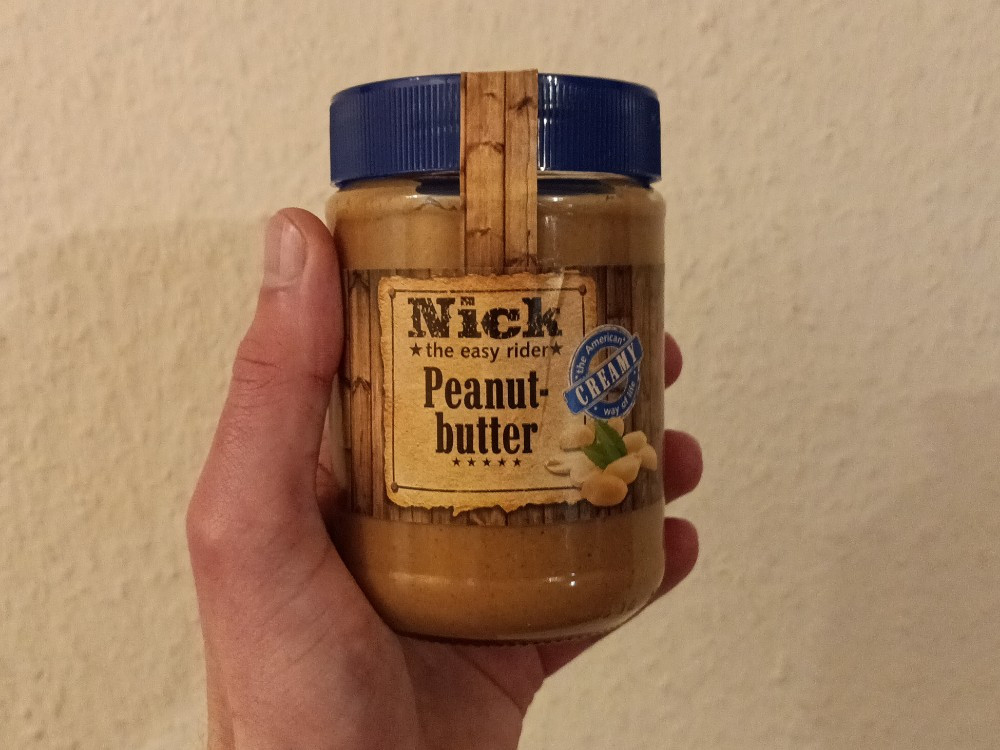 Nick
★the easy rider★
Peanut-
butter
★★★★★
the American
CREAMY
way of life